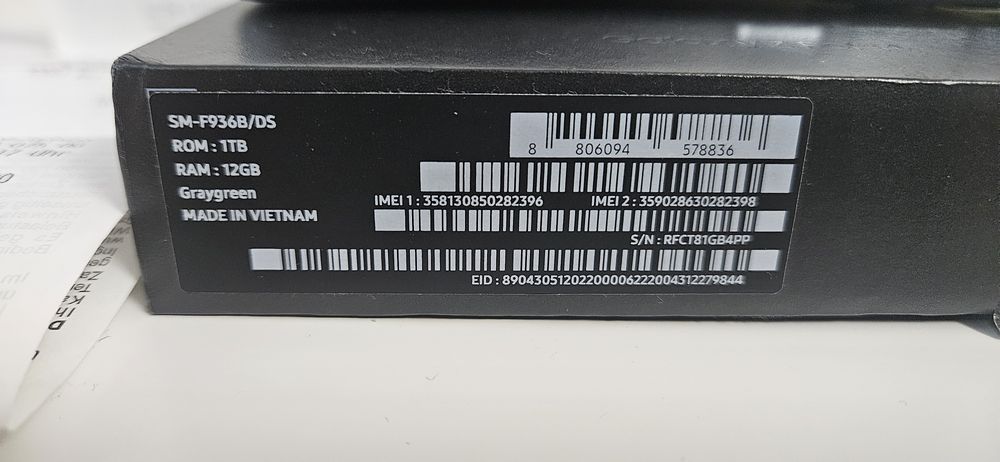 SM-F936B/DS
ROM : 1TB
RAM : 12GB
Graygreen
MADE IN VIETNAM
8 806094 578836
IMEI 1 : 358130850282396 IMEI 2 : 359028630282398
S/N : RFCT81GB4PP
EID : 89043051202200006222004312279844